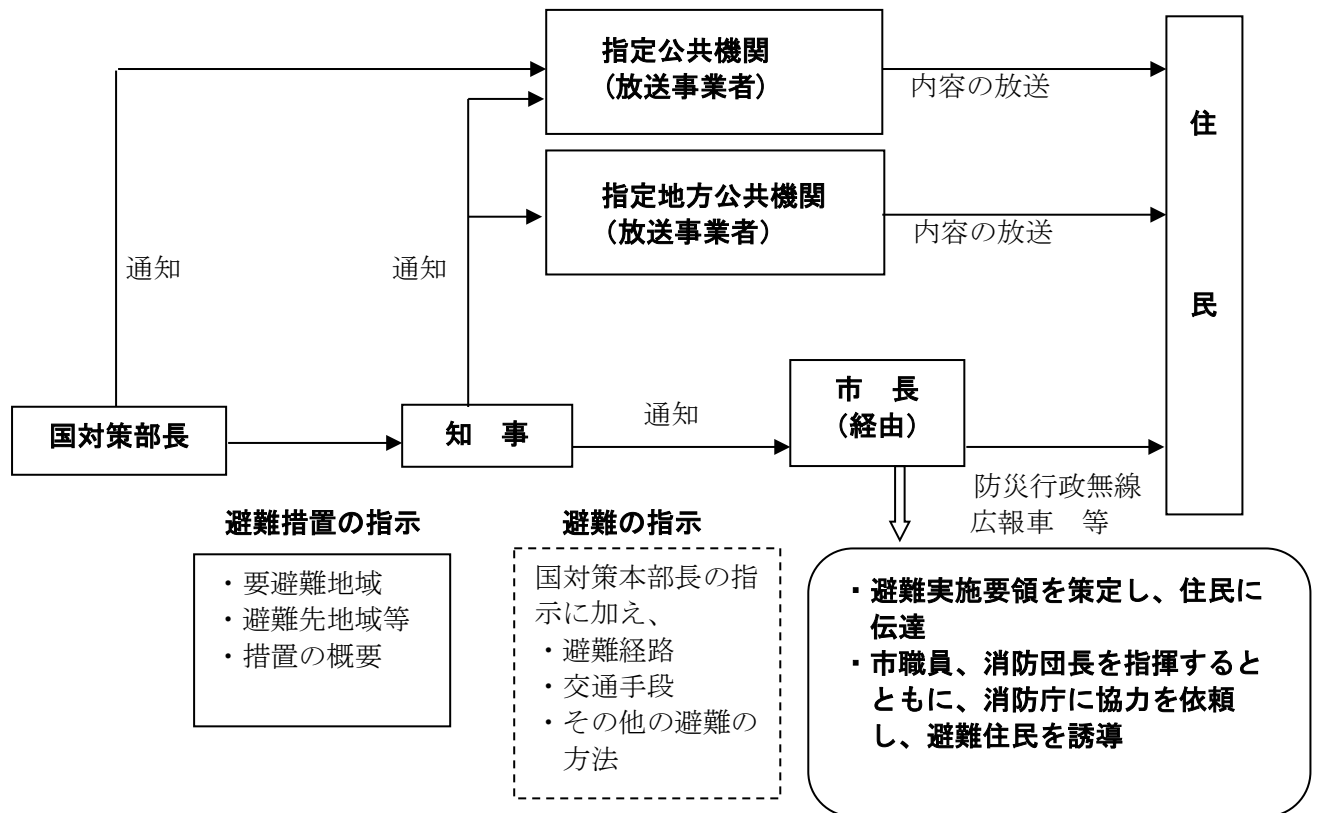 指定公共機関
（放送事業者）
内容の放送
住
民
指定地方公共機関
（放送事業者）
内容の放送
通知
通知
国対策部長
知　事
通知
市　長
（経由）
防災行政無線
広報車　等
避難措置の指示
・要避難地域
・避難先地域等
・措置の概要
避難の指示
国対策本部長の指
示に加え、
・避難経路
・交通手段
・その他の避難の
方法
・避難実施要領を策定し、住民に
伝達
・市職員、消防団長を指揮すると
ともに、消防庁に協力を依頼
し、避難住民を誘導